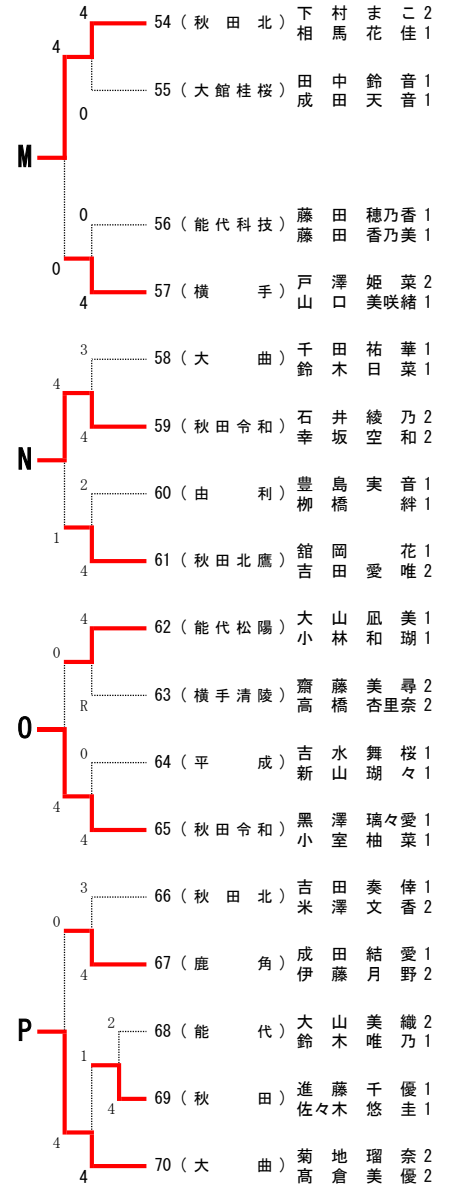 4
54 ( 秋 田 北 ) 下 村 ま こ 2
相 馬 花 佳 1
4
55 ( 大 館 桂 桜 ) 田 中 鈴 音 1
成 田 天 音 1
0
M
0
56 ( 能 代 科 技 ) 藤 田 穂乃香 1
藤 田 香乃美 1
0
57 ( 横 手 ) 戸 澤 姫 菜 2
山 口 美咲緒 1
4
3
58 ( 大 曲 ) 千 田 祐 華 1
鈴 木 日 菜 1
4
59 ( 秋 田 令 和 ) 石 井 綾 乃 2
幸 坂 空 和 2
4
N
2
60 ( 由 利 ) 豊 島 実 音 1
栁 橋 絆 1
1
61 ( 秋 田 北 鷹 ) 舘 岡 花 1
吉 田 愛 唯 2
4
4
62 ( 能 代 松 陽 ) 大 山 凪 美 1
小 林 和 瑚 1
0
63 ( 横 手 清 陵 ) 齋 藤 美 尋 2
高 橋 杏里奈 2
R
O
0
64 ( 平 成 ) 吉 水 舞 桜 1
新 山 瑚 々 1
4
65 ( 秋 田 令 和 ) 黒 澤 璃々愛 1
小 室 柚 菜 1
4
3
66 ( 秋 田 北 ) 吉 田 奏 倖 1
米 澤 文 香 2
0
67 ( 鹿 角 ) 成 田 結 愛 1
伊 藤 月 野 2
4
P
2
68 ( 能 代 ) 大 山 美 織 2
鈴 木 唯 乃 1
1
69 ( 秋 田 ) 進 藤 千 優 1
佐々木 悠 圭 1
4
4
70 ( 大 曲 ) 菊 地 瑠 奈 2
髙 倉 美 優 2
4